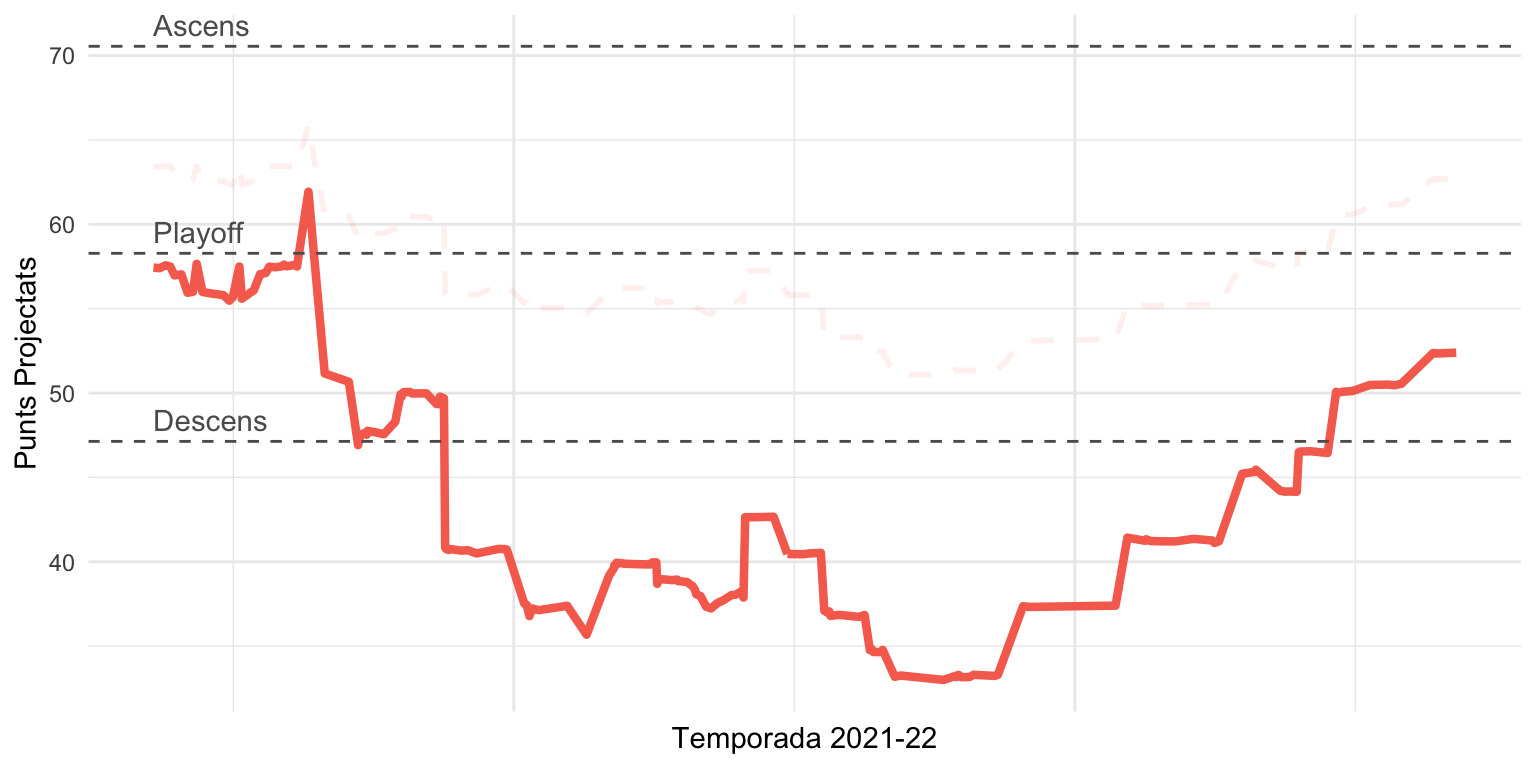 Ascens
70
60
Playoff
50
Descens
40
Punts Projectats
Temporada 2021-22